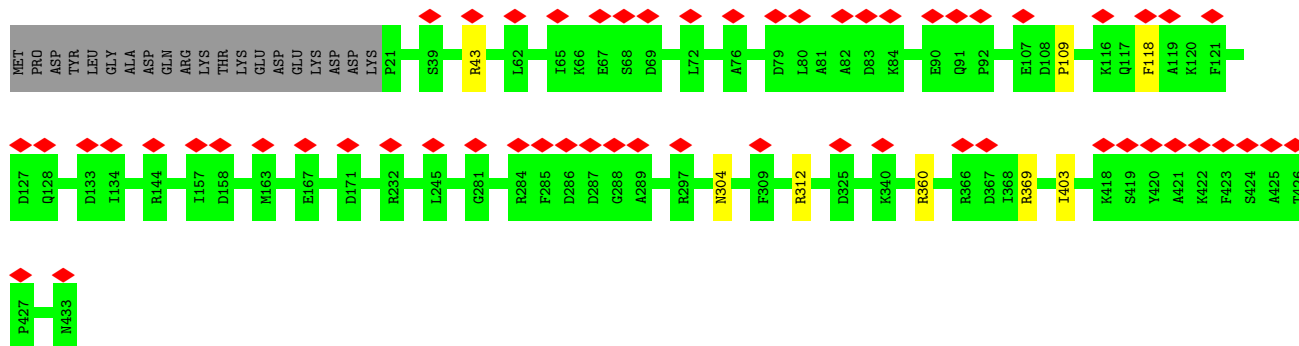 MET PRO ASP TYR LEU GLY ALA ASP GLN ARG LYS THR LYS GLU ASP GLU LYS ASP ASP LYS P21 S39 R43 L62 I65 K66 E67 S68 D69 L72 A76 D79 L80 A81 A82 D83 K84 E90 Q91 P92 E107 D108 P109 K116 Q117 F118 A119 K120 F121
D127 Q128 D133 I134 R144 I157 D158 M163 E167 D171 R232 L245 G281 R284 F285 D286 D287 G288 A289 R297 N304 F309 R312 D325 K340 R360 R366 D367 I368 R369 I403 K418 S419 Y420 A421 K422 F423 S424 A425 T426
P427 N433